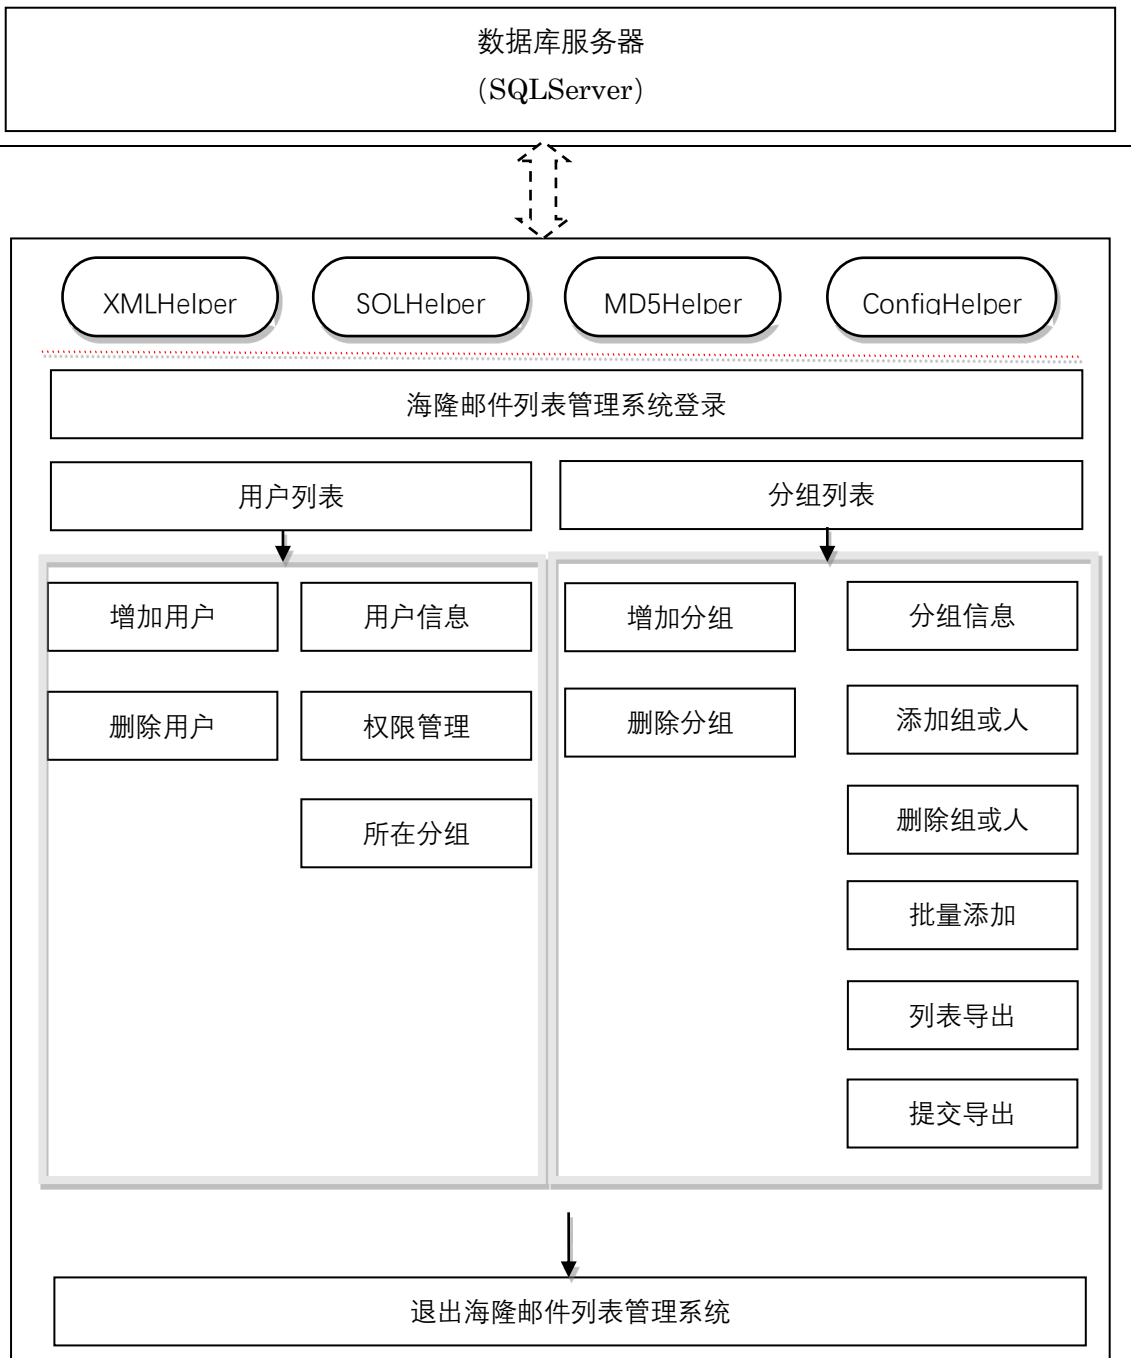 数据库服务器
(SQLServer)
XMLHelper
SQLHelper
MD5Helper
ConfigHelper
海隆邮件列表管理系统登录
用户列表
分组列表
增加用户
用户信息
增加分组
分组信息
删除用户
权限管理
删除分组
添加组或人
所在分组
删除组或人
批量添加
列表导出
提交导出
退出海隆邮件列表管理系统